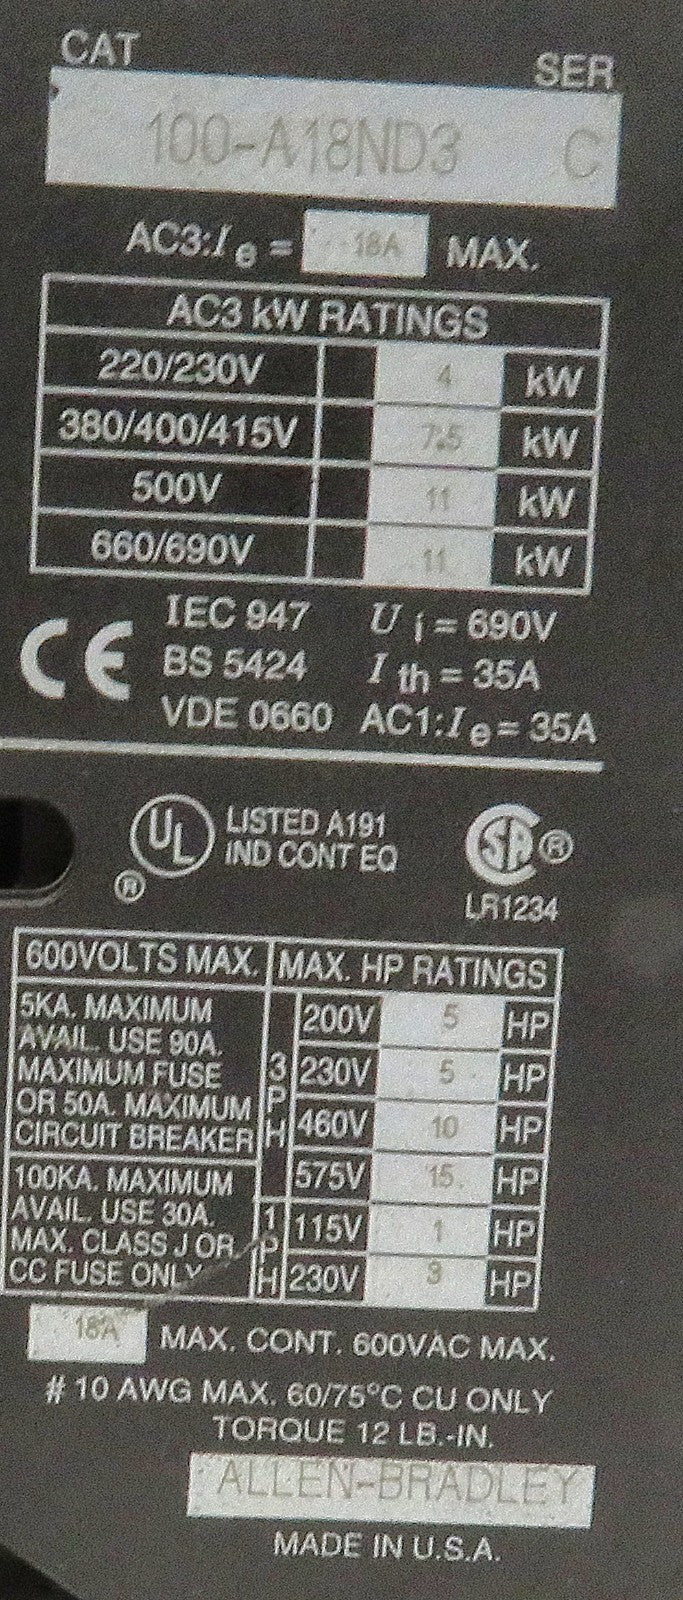 CAT SER
100-A18ND3 C
AC3:Ie = 18A MAX.
AC3 kW RATINGS
220/230V 4 kW
380/400/415V 7.5 kW
500V 11 kW
660/690V 11 kW
CE
IEC 947 Ui = 690V
BS 5424 Ith = 35A
VDE 0660 AC1:Ie = 35A
UL ® LISTED A191
IND CONT EQ
SA ®
LR1234
600VOLTS MAX. MAX. HP RATINGS
5KA. MAXIMUM
AVAIL. USE 90A.
MAXIMUM FUSE
OR 50A. MAXIMUM
CIRCUIT BREAKER
100KA. MAXIMUM
AVAIL. USE 30A.
MAX. CLASS J OR
CC FUSE ONLY
3PH
200V 5 HP
230V 5 HP
460V 10 HP
575V 15 HP
1PH
115V 1 HP
230V 3 HP
18A MAX. CONT. 600VAC MAX.
# 10 AWG MAX. 60/75°C CU ONLY
TORQUE 12 LB.-IN.
ALLEN-BRADLEY
MADE IN U.S.A.